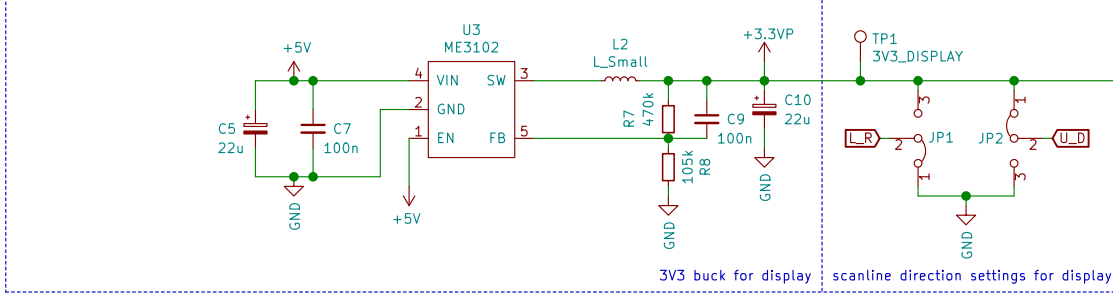 U3
ME3102
+5V
4 VIN SW 3
2 GND
1 EN FB 5
C5
22u
C7
100n
GND
+5V
L2
L_Small
R7
470k
C9
100n
105k
R8
GND
+3.3VP
C10
22u
GND
3V3 buck for display
TP1
3V3_DISPLAY
3
L_R 2 JP1
1
1
JP2 2 U_D
3
GND
scanline direction settings for display